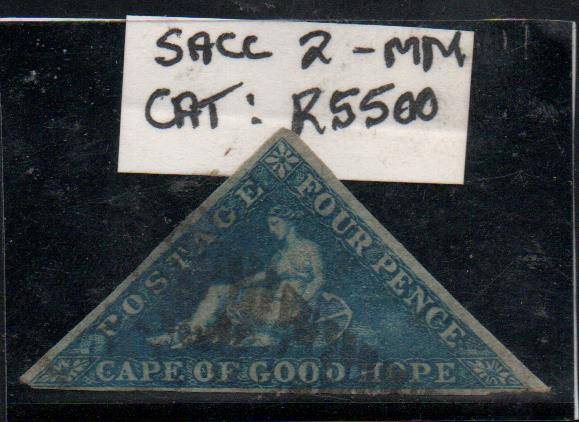 SACC 2 - MM
CAT: R5500
POSTAGE
FOUR PENCE
CAPE OF GOOD HOPE